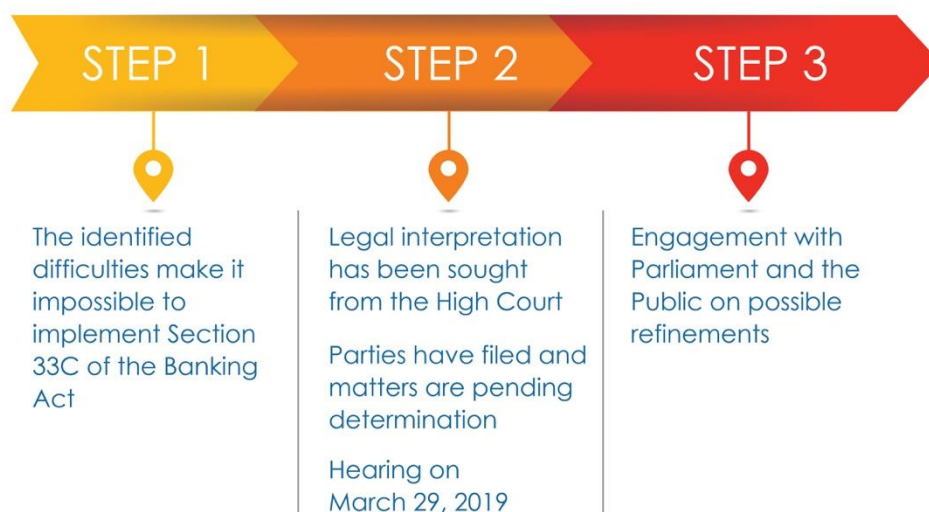 STEP 1
STEP 2
STEP 3
The identified
difficulties make it
impossible to
implement Section
33C of the Banking
Act
Legal interpretation
has been sought
from the High Court
Parties have filed and
matters are pending
determination
Hearing on
March 29, 2019
Engagement with
Parliament and the
Public on possible
refinements